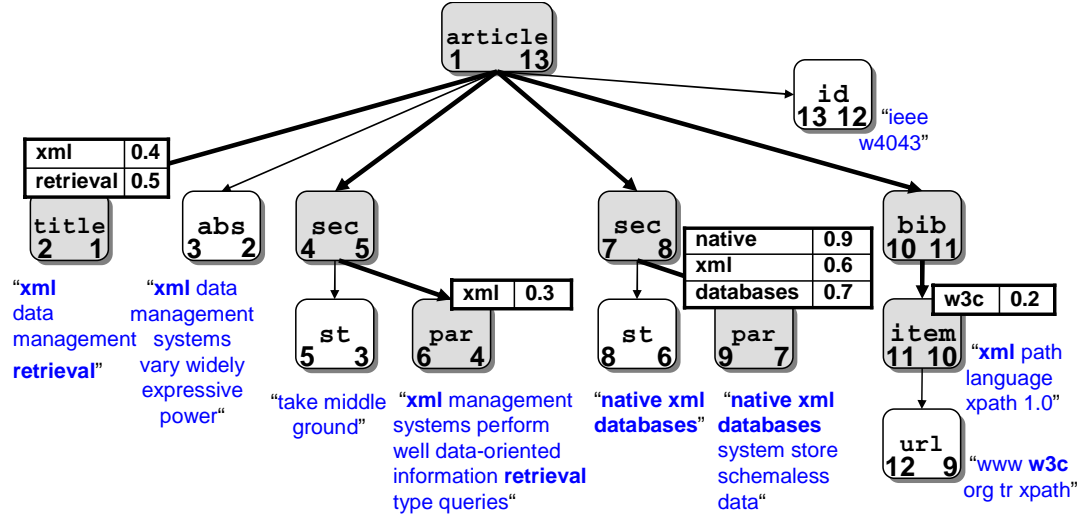 article
1 13
id
13 12
“ieee
w4043”
xml 0.4
retrieval 0.5
title
2 1
abs
3 2
sec
4 5
sec
7 8
native 0.9
xml 0.6
databases 0.7
bib
10 11
“xml
data
management
retrieval”
“xml data
management
systems
vary widely
expressive
power“
st
5 3
xml 0.3
par
6 4
st
8 6
par
9 7
w3c 0.2
item
11 10
“take middle
ground”
“xml management
systems perform
well data-oriented
information retrieval
type queries“
“native xml
databases”
“native xml
databases
system store
schemaless
data“
“xml path
language
xpath 1.0”
url
12 9
“www w3c
org tr xpath”